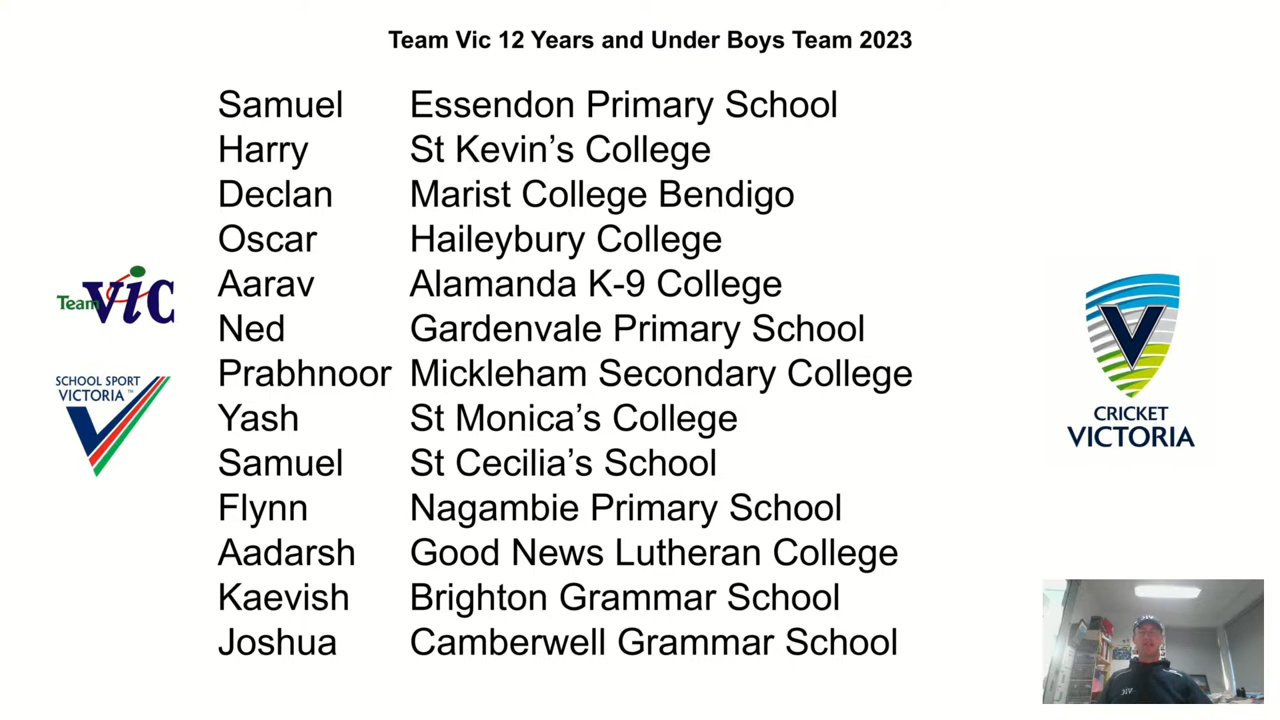 Team Vic 12 Years and Under Boys Team 2023
Samuel Essendon Primary School
Harry St Kevin's College
Declan Marist College Bendigo
Oscar Haileybury College
Aarav Alamanda K-9 College
Ned Gardenvale Primary School
Prabhnoor Mickleham Secondary College
Yash St Monica's College
Samuel St Cecilia's School
Flynn Nagambie Primary School
Aadarsh Good News Lutheran College
Kaevish Brighton Grammar School
Joshua Camberwell Grammar School
Team Vic
SCHOOL SPORT
VICTORIA™
V
CRICKET
VICTORIA